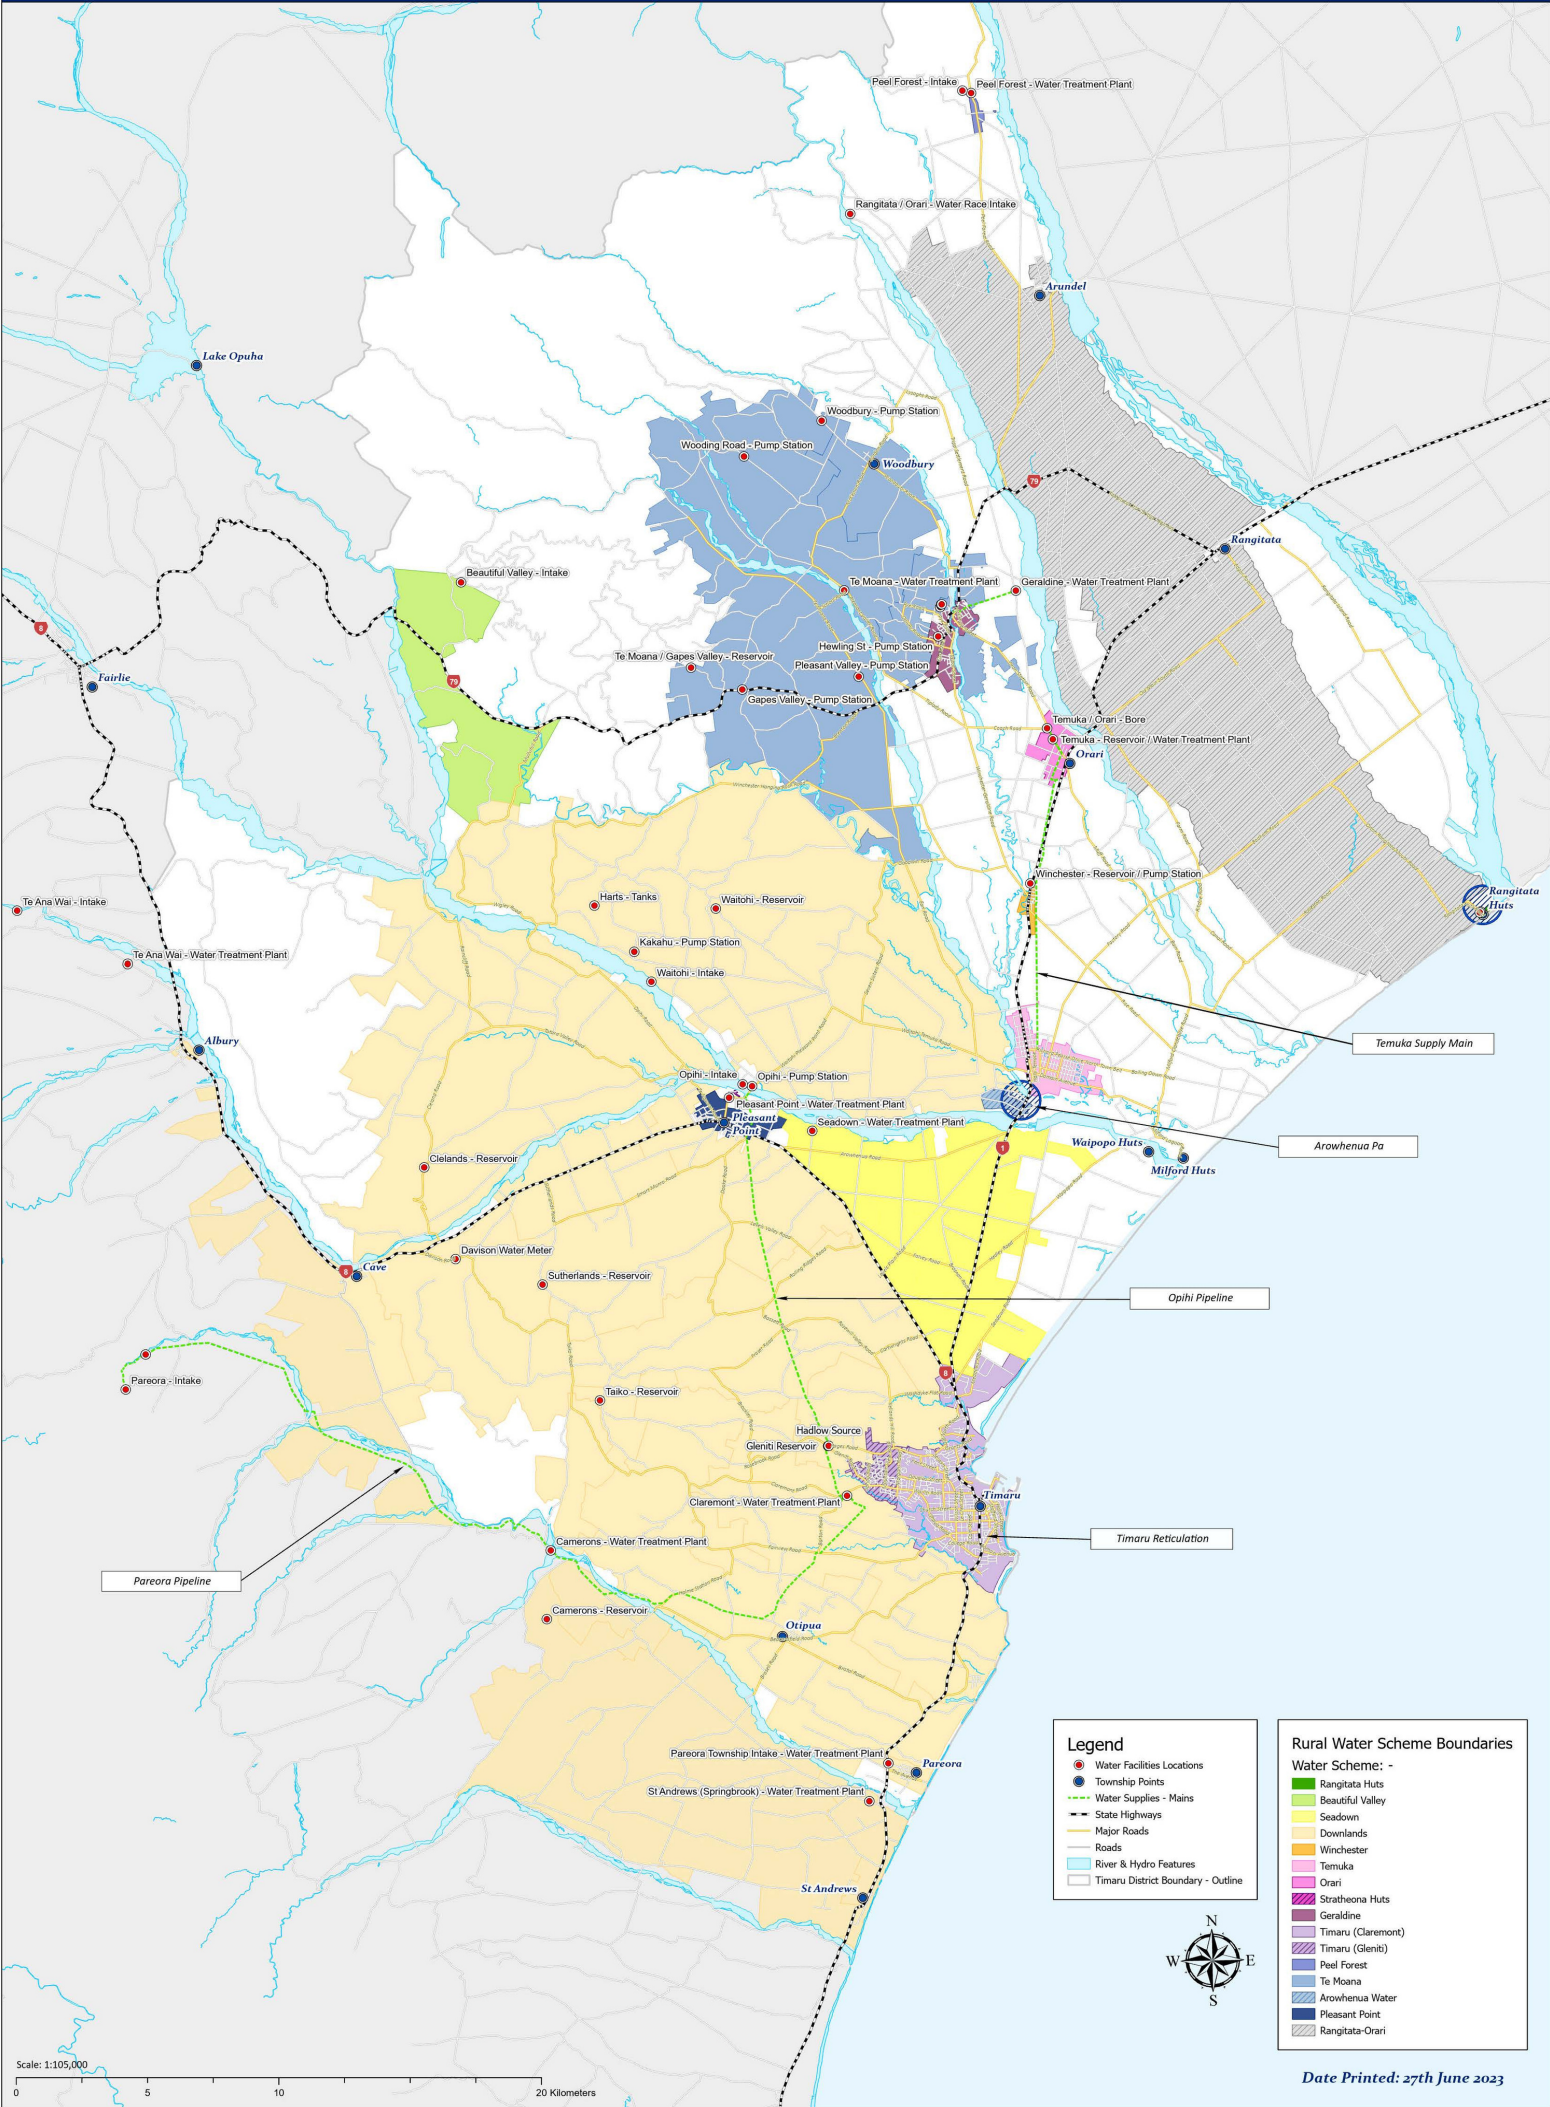 Peel Forest - Intake
Peel Forest - Water Treatment Plant
Rangitata / Orari - Water Race Intake
Arundel
Lake Opuha
Woodbury - Pump Station
Wooding Road - Pump Station
Woodbury
79
Rangitata
Beautiful Valley - Intake
Te Moana - Water Treatment Plant
Geraldine - Water Treatment Plant
8
Hewling St - Pump Station
Te Moana / Gapes Valley - Reservoir
Pleasant Valley - Pump Station
Fairlie
79
Gapes Valley - Pump Station
Temuka / Orari - Bore
Temuka - Reservoir / Water Treatment Plant
Orari
Winchester - Reservoir / Pump Station
Rangitata
Huts
Te Ana Wai - Intake
Harts - Tanks
Waitohi - Reservoir
Kakahu - Pump Station
Te Ana Wai - Water Treatment Plant
Waitohi - Intake
Temuka Supply Main
Albury
Opihi - Intake
Opihi - Pump Station
Pleasant Point - Water Treatment Plant
Pleasant
Point
Seadown - Water Treatment Plant
Arowhenua Pa
Waipopo Huts
1
Milford Huts
Clelands - Reservoir
Davison Water Meter
8
Cave
Sutherlands - Reservoir
Opihi Pipeline
8
Pareora - Intake
Taiko - Reservoir
Hadlow Source
Gleniti Reservoir
Claremont - Water Treatment Plant
Timaru
Timaru Reticulation
Camerons - Water Treatment Plant
Pareora Pipeline
Camerons - Reservoir
Otipua
Pareora Township Intake - Water Treatment Plant
Pareora
St Andrews (Springbrook) - Water Treatment Plant
St Andrews
Legend
Water Facilities Locations
Township Points
Water Supplies - Mains
State Highways
Major Roads
Roads
River & Hydro Features
Timaru District Boundary - Outline
Rural Water Scheme Boundaries
Water Scheme: -
Rangitata Huts
Beautiful Valley
Seadown
Downlands
Winchester
Temuka
Orari
Stratheona Huts
Geraldine
Timaru (Claremont)
Timaru (Gleniti)
Peel Forest
Te Moana
Arowhenua Water
Pleasant Point
Rangitata-Orari
N
W
E
S
Scale: 1:105,000
0 5 10 20 Kilometers
Date Printed: 27th June 2023